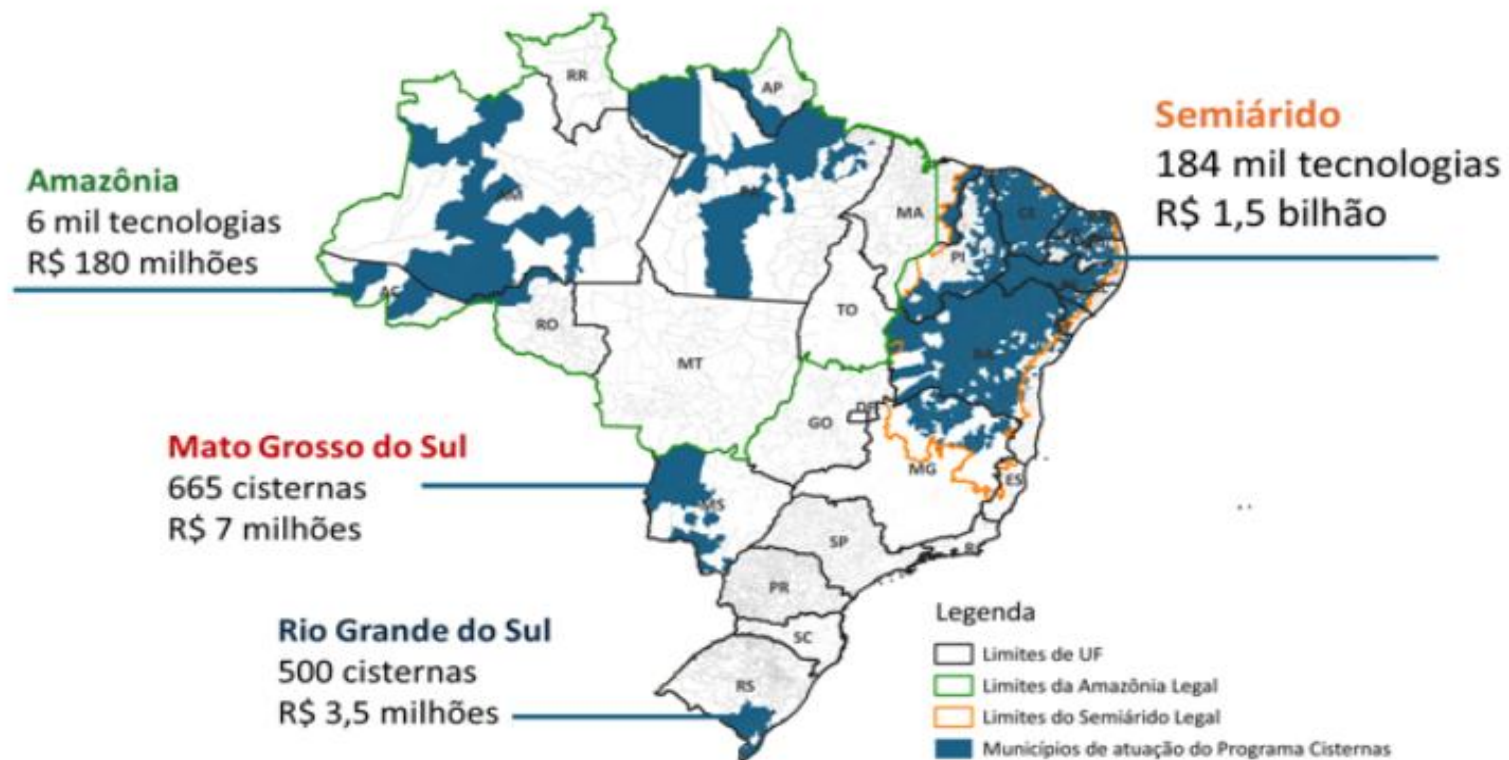 Amazônia
6 mil tecnologias
R$ 180 milhões
Semiárido
184 mil tecnologias
R$ 1,5 bilhão
Mato Grosso do Sul
665 cisternas
R$ 7 milhões
Rio Grande do Sul
500 cisternas
R$ 3,5 milhões
RR
AP
AM
PA
MA
CE
PI
AC
TO
RO
BA
MT
GO
DF
MG
ES
MS
SP
PR
SC
RS
Legenda
Limites de UF
Limites da Amazônia Legal
Limites do Semiárido Legal
Municípios de atuação do Programa Cisternas